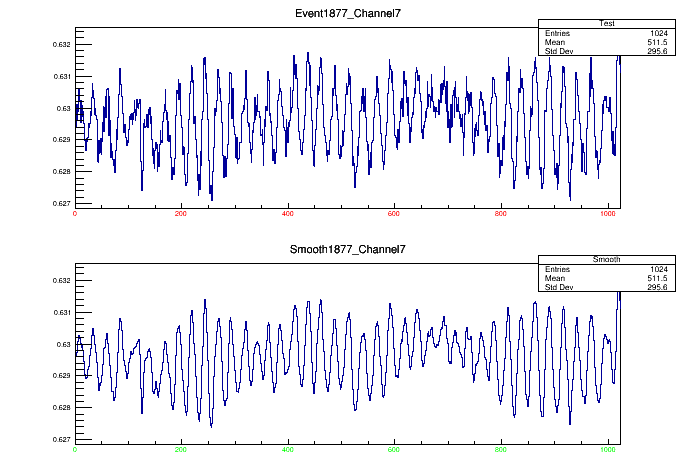 Event1877_Channel7
Test
Entries 1024
Mean 511.5
Std Dev 295.6
0.632
0.631
0.63
0.629
0.628
0.627
0 200 400 600 800 1000
Smooth1877_Channel7
Smooth
Entries 1024
Mean 511.5
Std Dev 295.6
0.632
0.631
0.63
0.629
0.628
0.627
0 200 400 600 800 1000